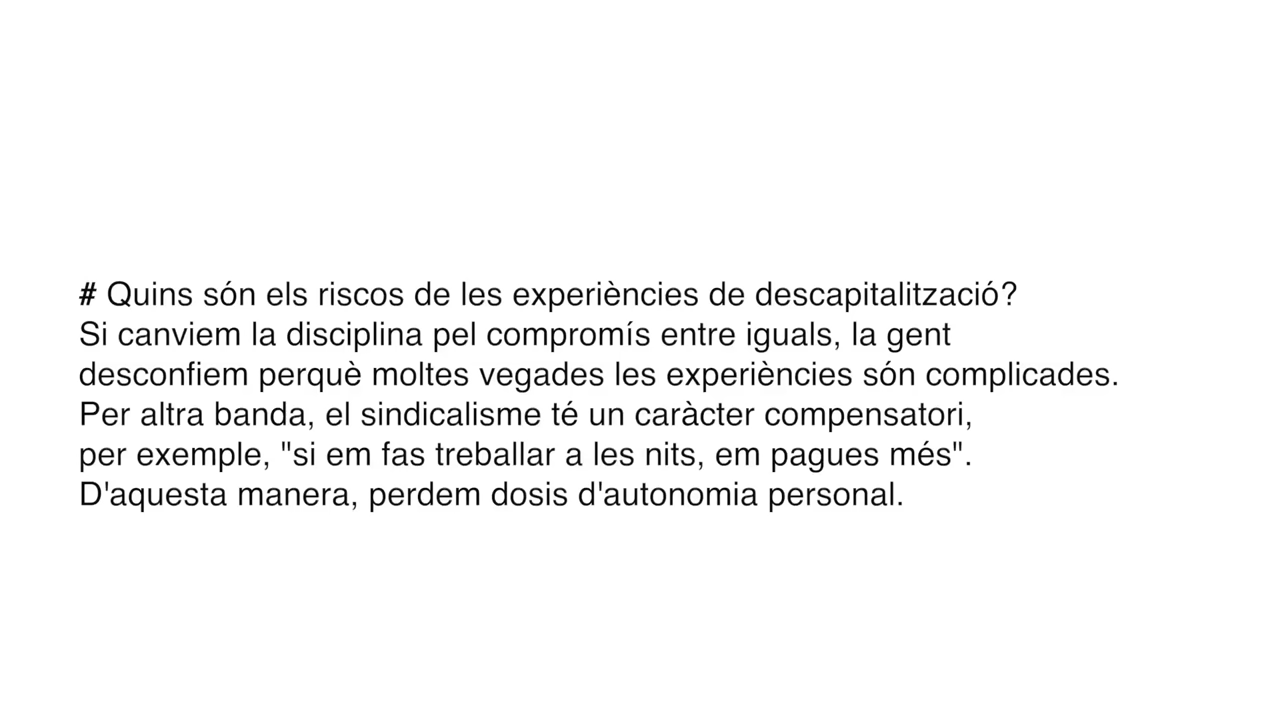 # Quins són els riscos de les experiències de descapitalització?
Si canviem la disciplina pel compromís entre iguals, la gent
desconfiem perquè moltes vegades les experiències són complicades.
Per altra banda, el sindicalisme té un caràcter compensatori,
per exemple, "si em fas treballar a les nits, em pagues més".
D'aquesta manera, perdem dosis d'autonomia personal.